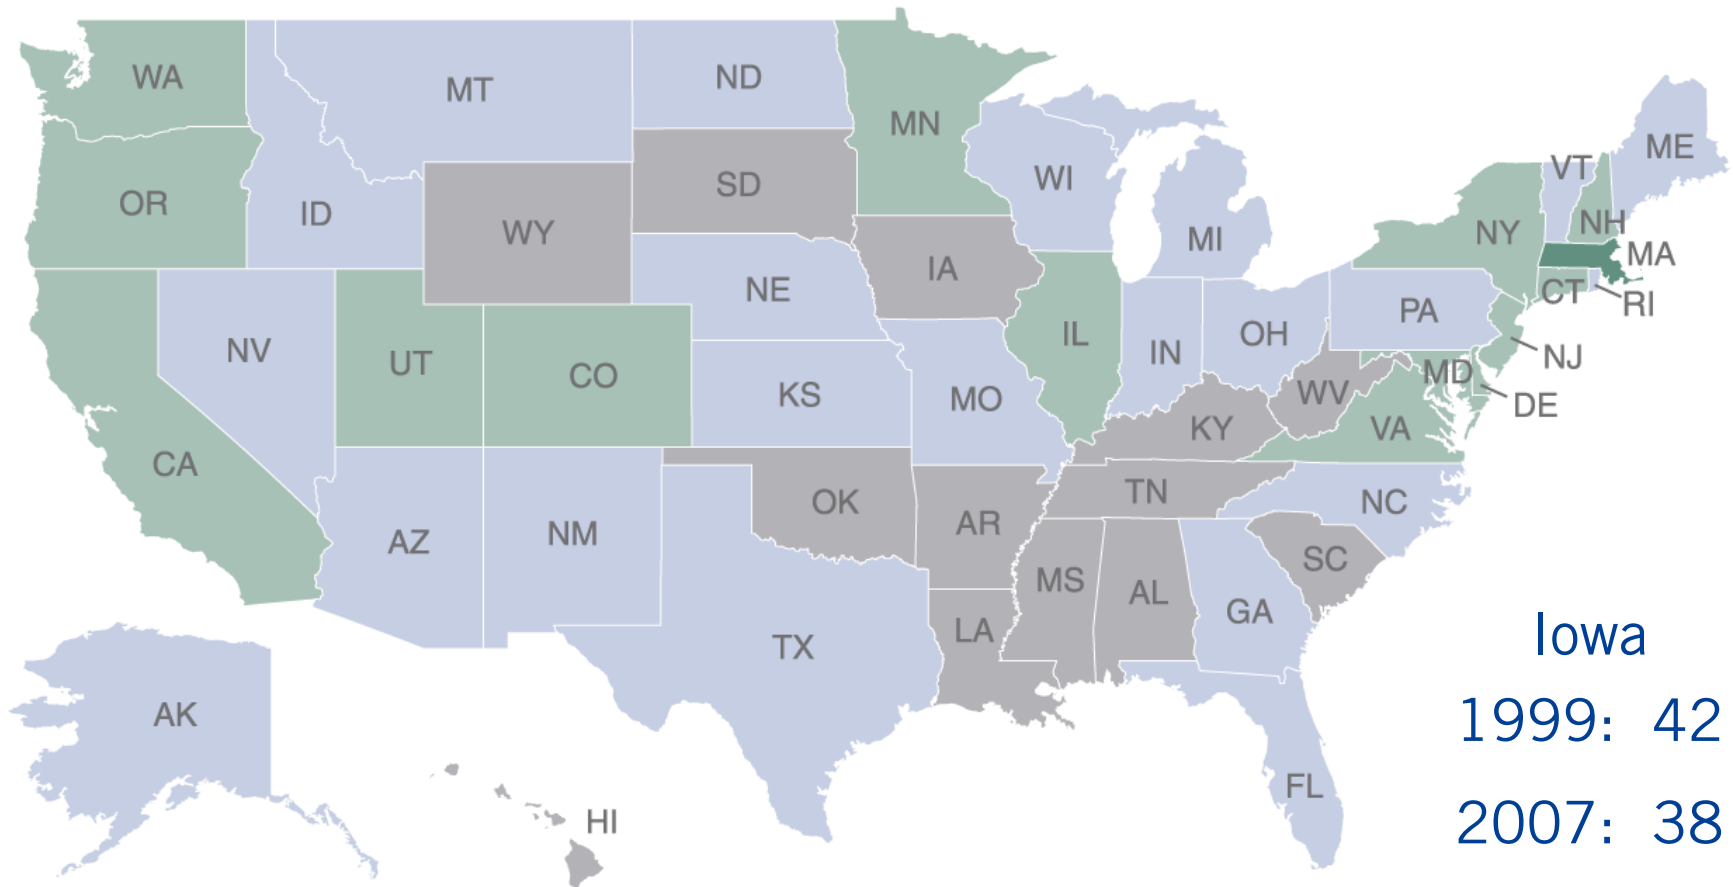 WA
MT
ND
MN
OR
ID
WY
SD
WI
MI
ME
VT
NH
NY
MA
CT
RI
IA
NE
NV
UT
CO
KS
MO
IL
IN
OH
PA
NJ
MD
DE
WV
VA
KY
CA
AZ
NM
OK
AR
TN
NC
SC
MS
AL
GA
LA
TX
AK
HI
FL
Iowa
1999: 42
2007: 38